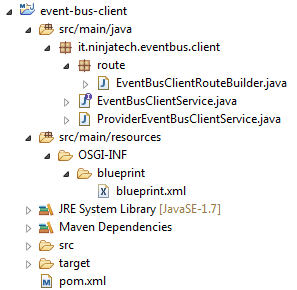 event-bus-client
src/main/java
it.ninjatech.eventbus.client
route
EventBusClientRouteBuilder.java
EventBusClientService.java
ProviderEventBusClientService.java
src/main/resources
OSGI-INF
blueprint
blueprint.xml
JRE System Library [JavaSE-1.7]
Maven Dependencies
src
target
pom.xml